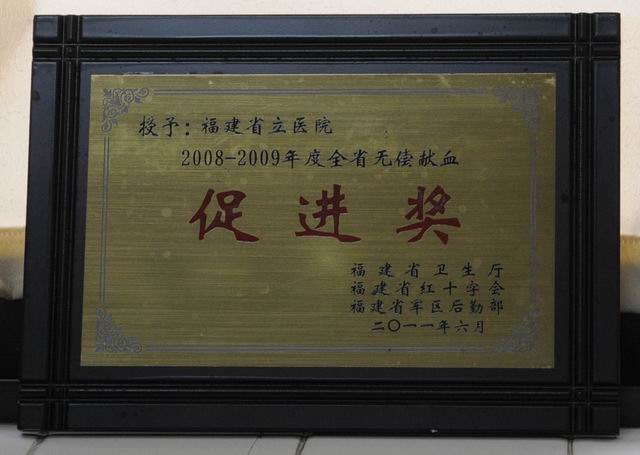 授予：福建省立医院
2008-2009年度全省无偿献血
促进奖
福建省卫生厅
福建省红十字会
福建省军区后勤部
二〇一一年六月